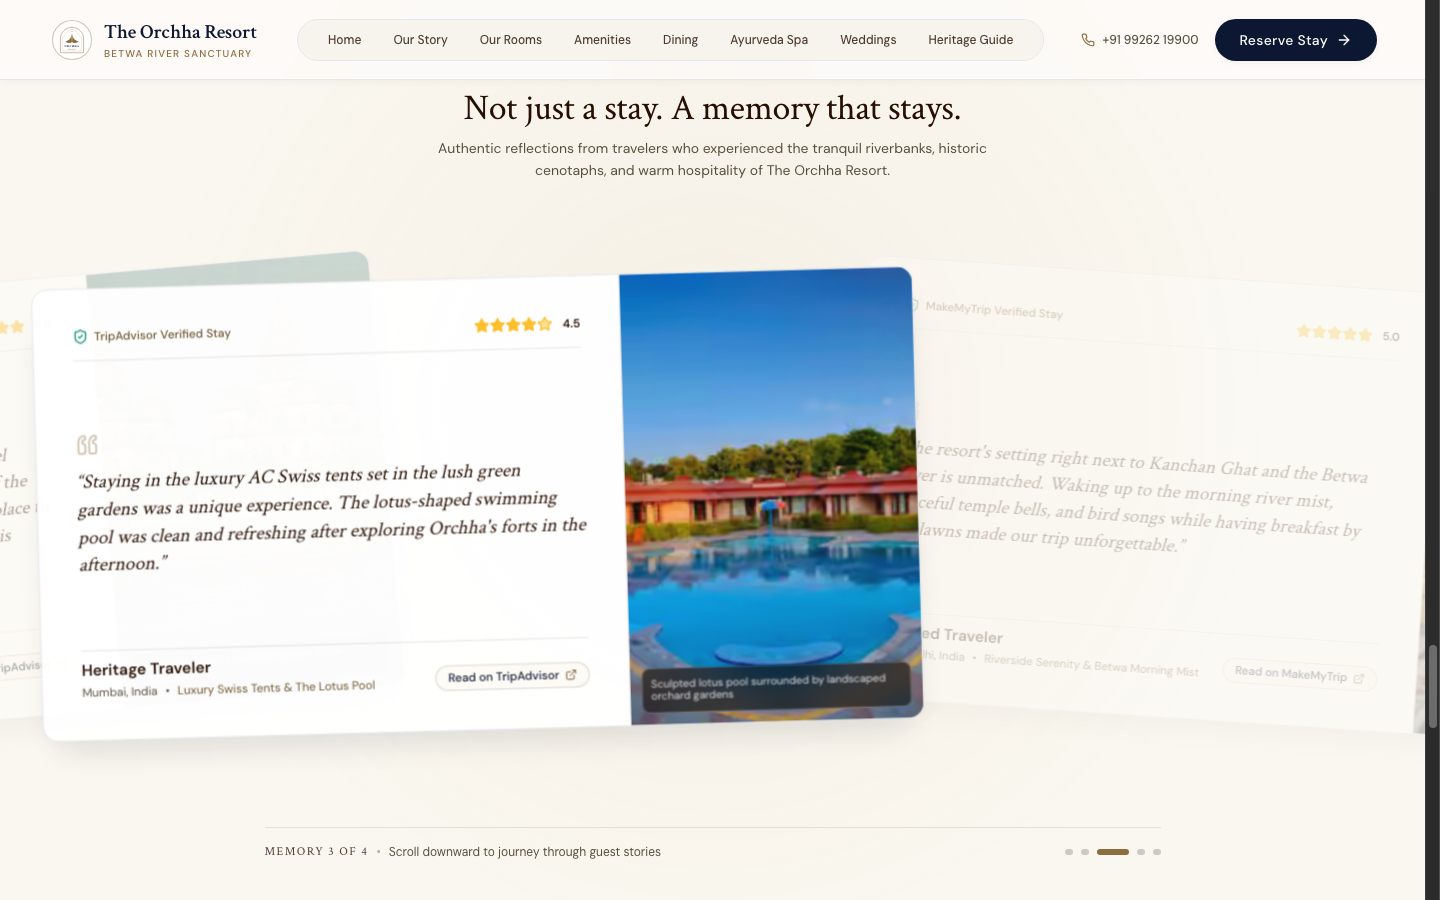 The Orchha Resort
BETWA RIVER SANCTUARY
Home
Our Story
Our Rooms
Amenities
Dining
Ayurveda Spa
Weddings
Heritage Guide
+91 99262 19900
Reserve Stay
Not just a stay. A memory that stays.
Authentic reflections from travelers who experienced the tranquil riverbanks, historic
cenotaphs, and warm hospitality of The Orchha Resort.
TripAdvisor Verified Stay
4.5
“Staying in the luxury AC Swiss tents set in the lush green
gardens was a unique experience. The lotus-shaped swimming
pool was clean and refreshing after exploring Orchha's forts in the
afternoon.”
Heritage Traveler
Mumbai, India • Luxury Swiss Tents & The Lotus Pool
Read on TripAdvisor
Sculpted lotus pool surrounded by landscaped
orchard gardens
MakeMyTrip Verified Stay
5.0
resort's setting right next to Kanchan Ghat and the Betwa
is unmatched. Waking up to the morning river mist,
temple bells, and bird songs while having breakfast by
lawns made our trip unforgettable.”
Traveler
India • Riverside Serenity & Betwa Morning Mist
Read on MakeMyTrip
the
is
MEMORY 3 OF 4 • Scroll downward to journey through guest stories